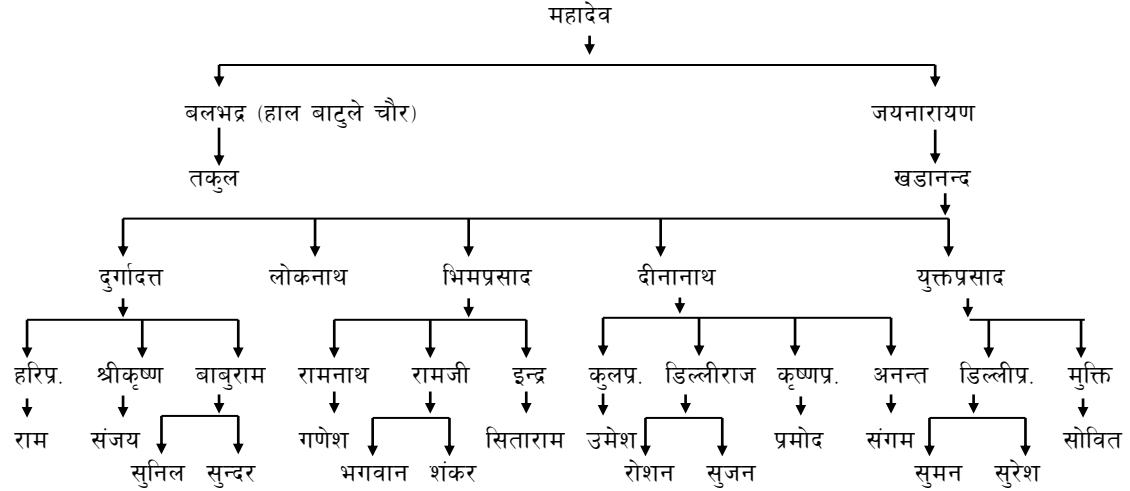 महादेव
बलभद्र (हाल बाटुले चौर) जयनारायण
तकुल खडानन्द
दुर्गादत्त लोकनाथ भिमप्रसाद दीनानाथ युक्तप्रसाद
हरिप्र. श्रीकृष्ण बाबुराम रामनाथ रामजी इन्द्र कुलप्र. डिल्लीराज कृष्णप्र. अनन्त डिल्लीप्र. मुक्ति
राम संजय गणेश सिताराम उमेश प्रमोद संगम सोवित
सुनिल सुन्दर भगवान शंकर रोशन सुजन सुमन सुरेश